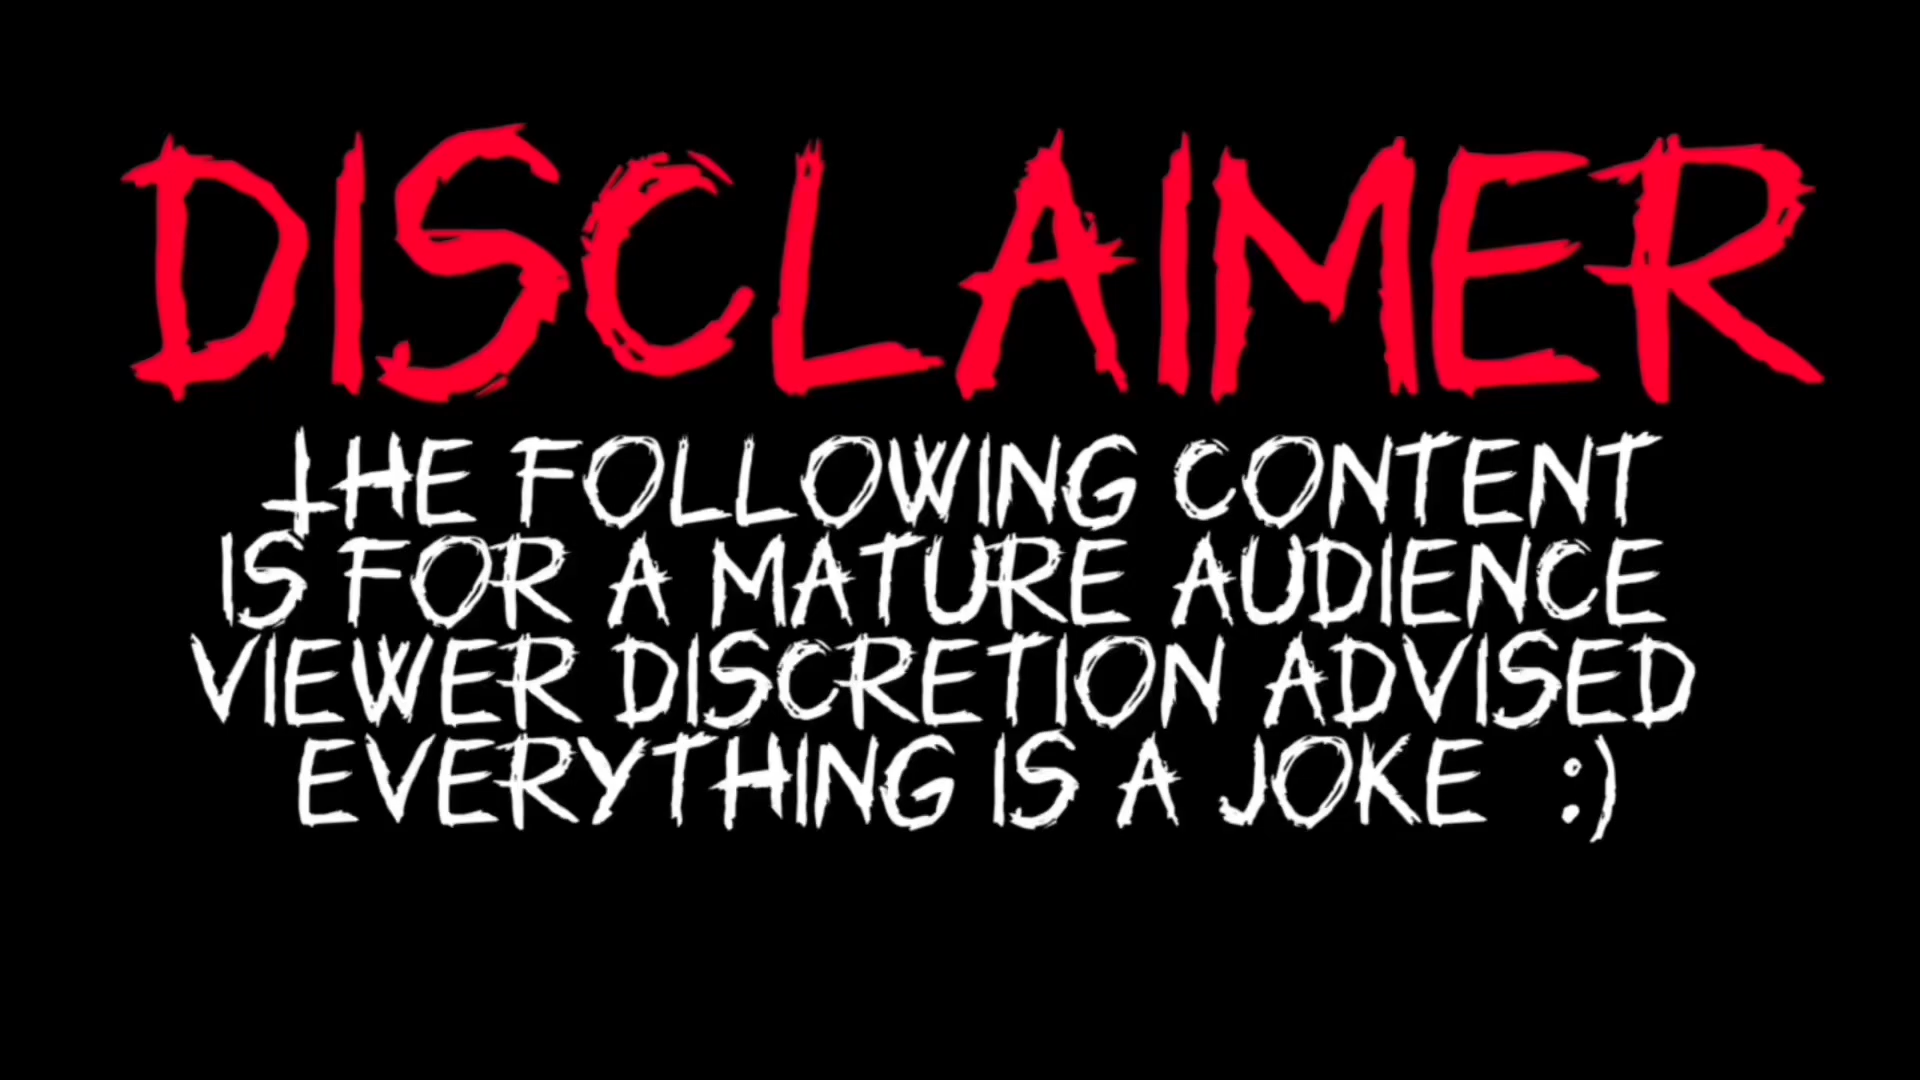 DISCLAIMER
THE FOLLOWING CONTENT
IS FOR A MATURE AUDIENCE
VIEWER DISCRETION ADVISED
EVERYTHING IS A JOKE :)